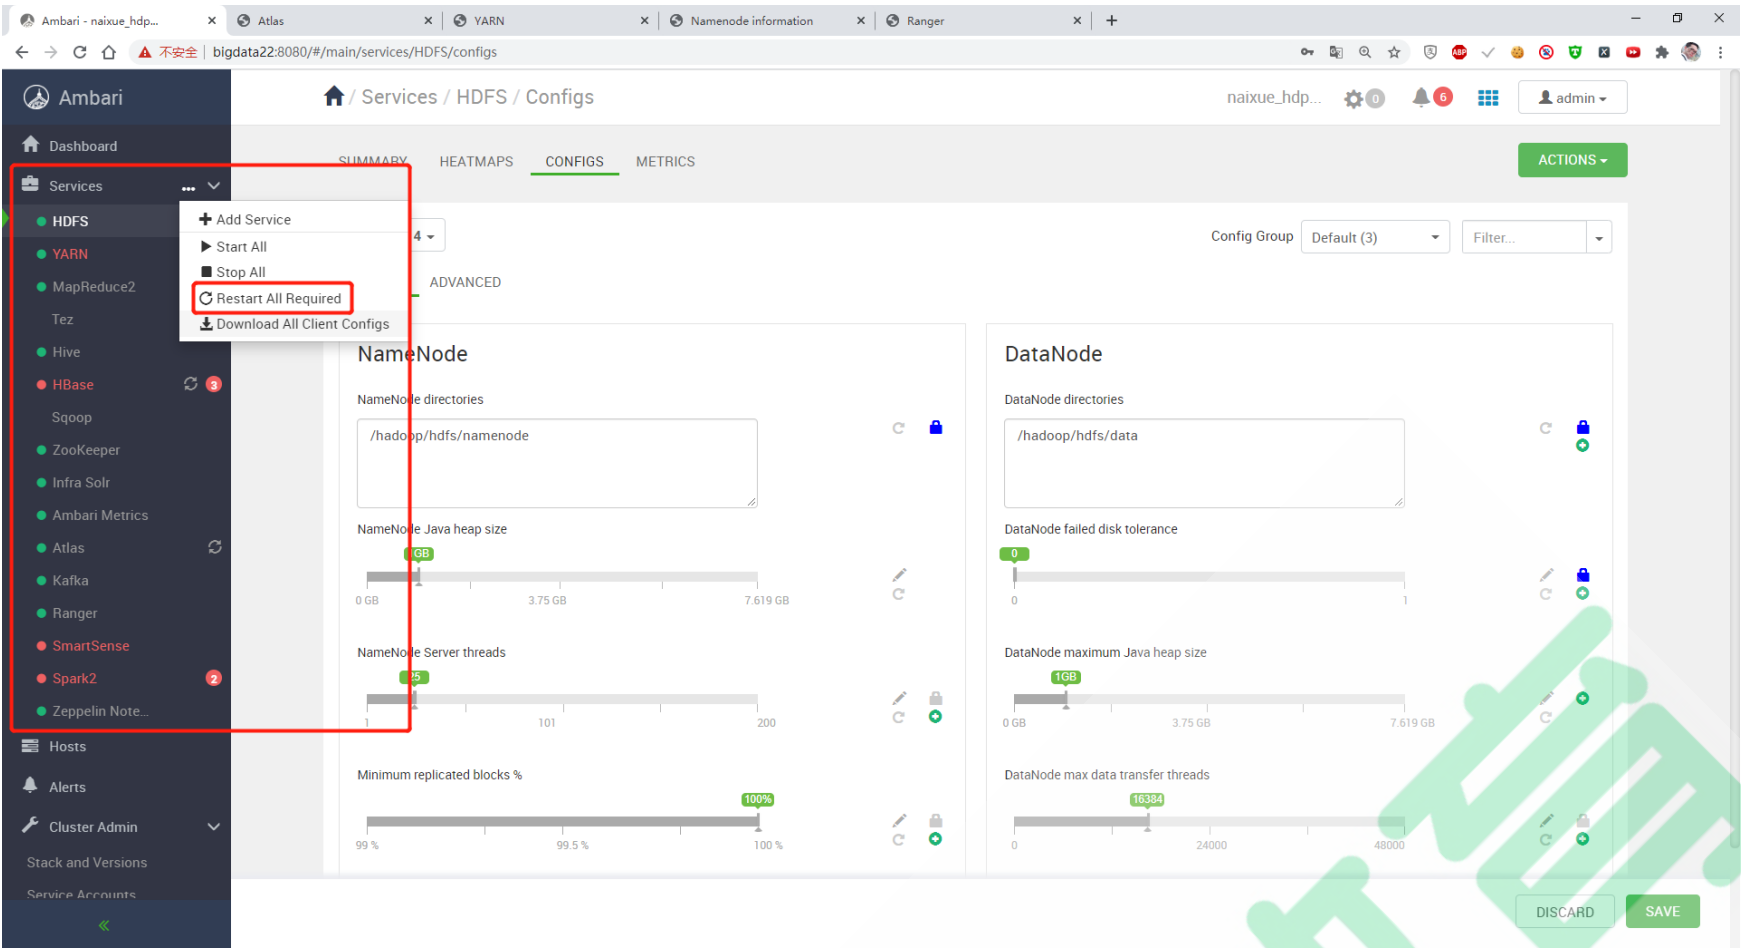 Ambari - naixue_hdp...
Atlas
YARN
Namenode information
Ranger
不安全 | bigdata22:8080/#/main/services/HDFS/configs
Ambari
/ Services / HDFS / Configs
naixue_hdp...
0
6
admin
Dashboard
SUMMARY
HEATMAPS
CONFIGS
METRICS
ACTIONS
Services
...
HDFS
Add Service
YARN
Start All
4
Config Group
Default (3)
Filter...
Stop All
MapReduce2
ADVANCED
Restart All Required
Tez
Download All Client Configs
Hive
NameNode
DataNode
HBase
3
NameNode directories
DataNode directories
Sqoop
/hadoop/hdfs/namenode
/hadoop/hdfs/data
ZooKeeper
Infra Solr
Ambari Metrics
NameNode Java heap size
DataNode failed disk tolerance
Atlas
GB
0
Kafka
0 GB
3.75 GB
7.619 GB
0
1
Ranger
SmartSense
NameNode Server threads
DataNode maximum Java heap size
Spark2
2
25
1GB
Zeppelin Note...
1
101
200
0 GB
3.75 GB
7.619 GB
Hosts
Minimum replicated blocks %
DataNode max data transfer threads
Alerts
100%
16384
Cluster Admin
99 %
99.5 %
100 %
0
24000
48000
Stack and Versions
Service Accounts
DISCARD
SAVE